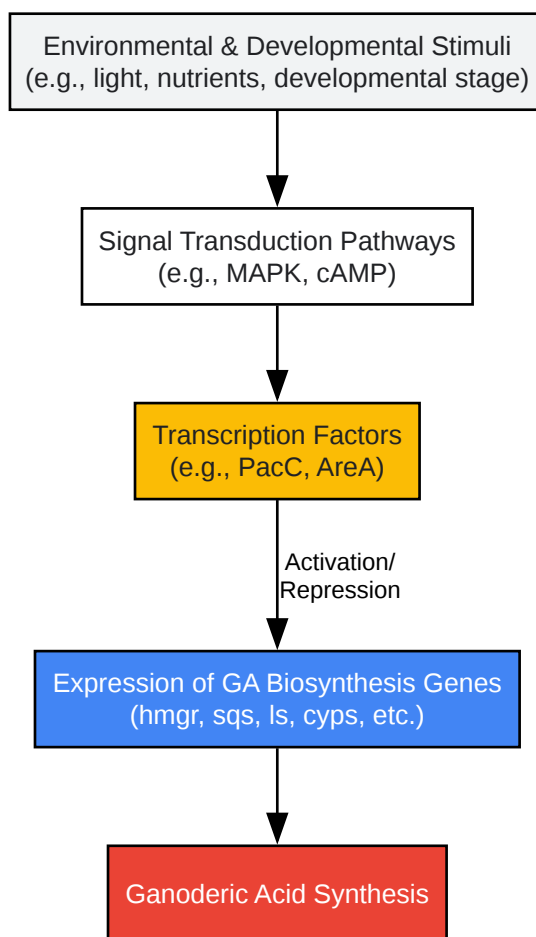 Environmental & Developmental Stimuli
(e.g., light, nutrients, developmental stage)
Signal Transduction Pathways
(e.g., MAPK, cAMP)
Transcription Factors
(e.g., PacC, AreA)
Activation/
Repression
Expression of GA Biosynthesis Genes
(hmgr, sqs, ls, cyps, etc.)
Ganoderic Acid Synthesis